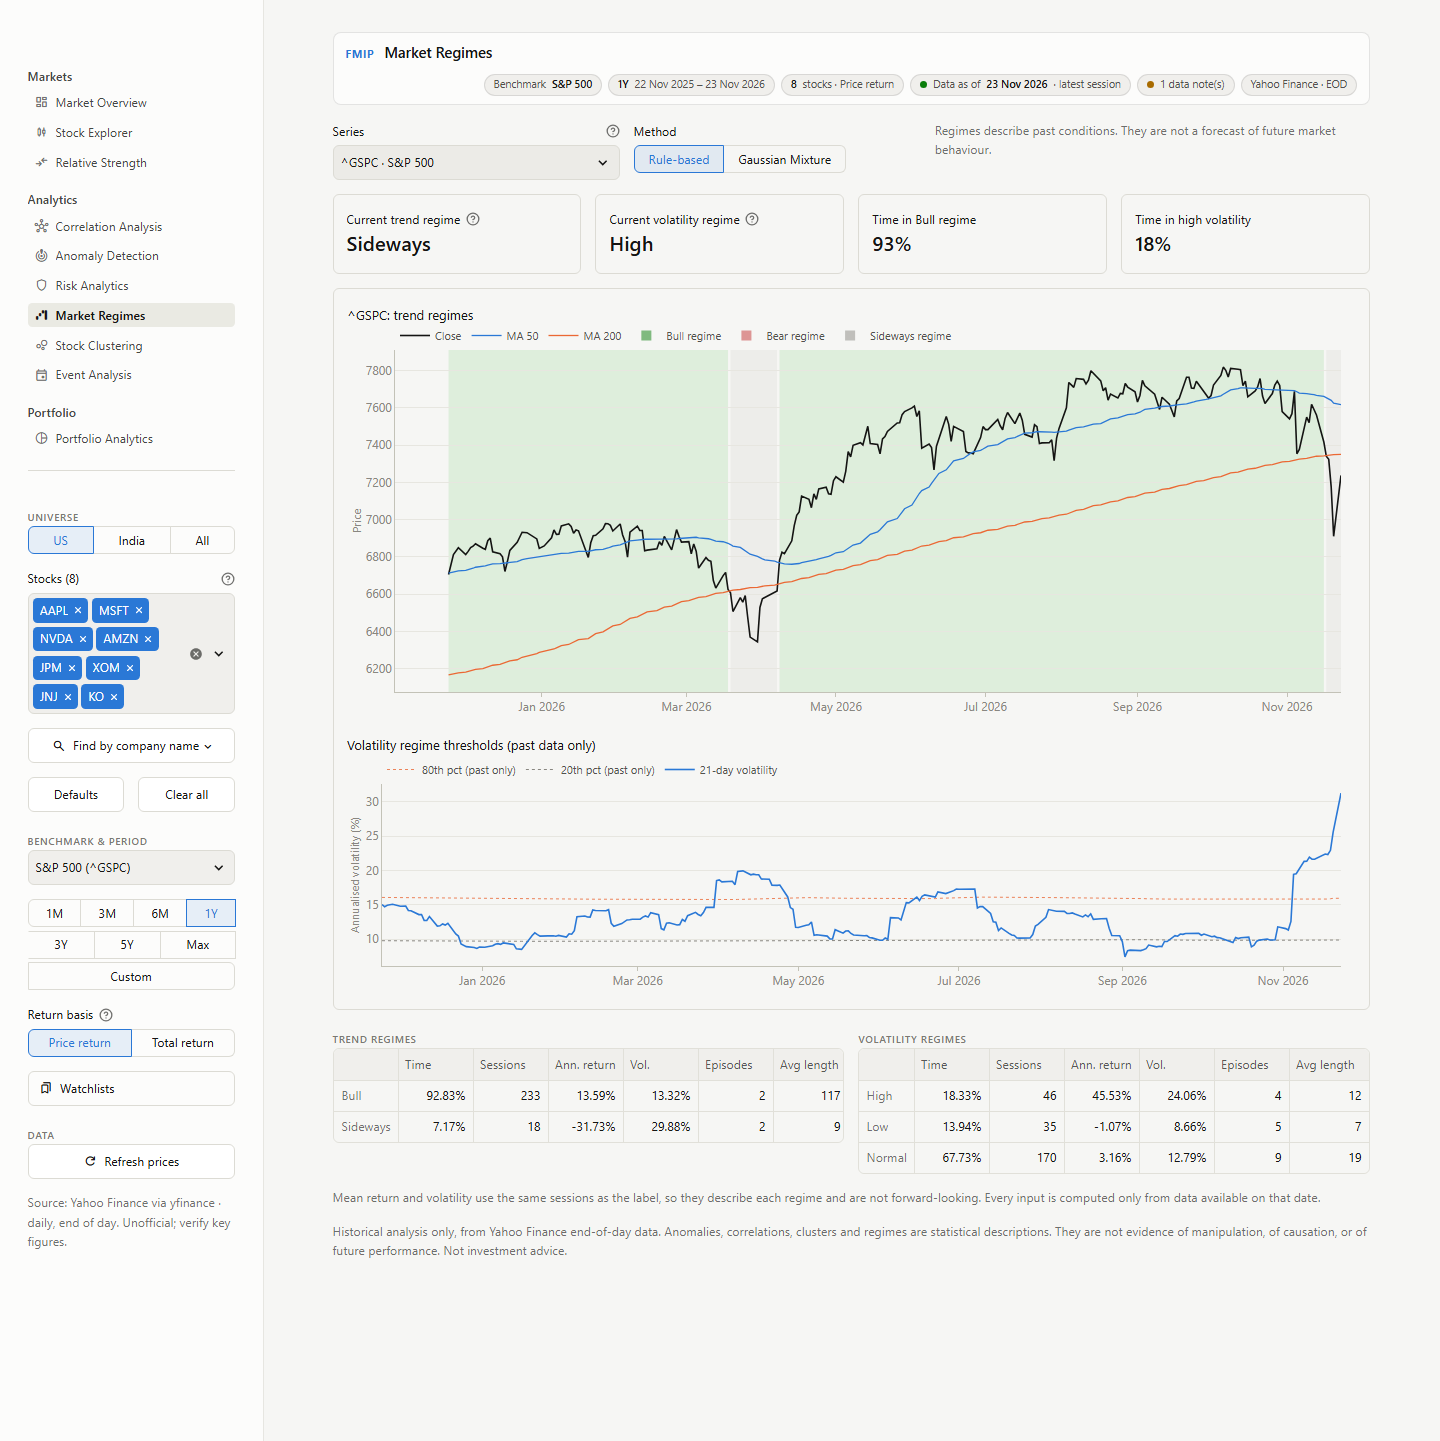 Markets
Market Overview
Stock Explorer
Relative Strength
Analytics
Correlation Analysis
Anomaly Detection
Risk Analytics
Market Regimes
Stock Clustering
Event Analysis
Portfolio
Portfolio Analytics
UNIVERSE
US India All
Stocks (8)
AAPL × MSFT ×
NVDA × AMZN ×
JPM × XOM ×
JNJ × KO ×
Find by company name
Defaults Clear all
BENCHMARK & PERIOD
S&P 500 (^GSPC)
1M 3M 6M 1Y
3Y 5Y Max
Custom
Return basis
Price return Total return
Watchlists
DATA
Refresh prices
Source: Yahoo Finance via yfinance ·
daily, end of day. Unofficial; verify key
figures.
FMIP Market Regimes
Benchmark S&P 500 1Y 22 Nov 2025 – 23 Nov 2026 8 stocks · Price return Data as of 23 Nov 2026 · latest session 1 data note(s) Yahoo Finance · EOD
Series Method
^GSPC · S&P 500 Rule-based Gaussian Mixture
Regimes describe past conditions. They are not a forecast of future market
behaviour.
Current trend regime
Sideways
Current volatility regime
High
Time in Bull regime
93%
Time in high volatility
18%
^GSPC: trend regimes
Close MA 50 MA 200 Bull regime Bear regime Sideways regime
Price
7800
7600
7400
7200
7000
6800
6600
6400
6200
Jan 2026 Mar 2026 May 2026 Jul 2026 Sep 2026 Nov 2026
Volatility regime thresholds (past data only)
80th pct (past only) 20th pct (past only) 21-day volatility
Annualised volatility (%)
30
25
20
15
10
Jan 2026 Mar 2026 May 2026 Jul 2026 Sep 2026 Nov 2026
TREND REGIMES
Time Sessions Ann. return Vol. Episodes Avg length
Bull 92.83% 233 13.59% 13.32% 2 117
Sideways 7.17% 18 -31.73% 29.88% 2 9
VOLATILITY REGIMES
Time Sessions Ann. return Vol. Episodes Avg length
High 18.33% 46 45.53% 24.06% 4 12
Low 13.94% 35 -1.07% 8.66% 5 7
Normal 67.73% 170 3.16% 12.79% 9 19
Mean return and volatility use the same sessions as the label, so they describe each regime and are not forward-looking. Every input is computed only from data available on that date.
Historical analysis only, from Yahoo Finance end-of-day data. Anomalies, correlations, clusters and regimes are statistical descriptions. They are not evidence of manipulation, of causation, or of
future performance. Not investment advice.